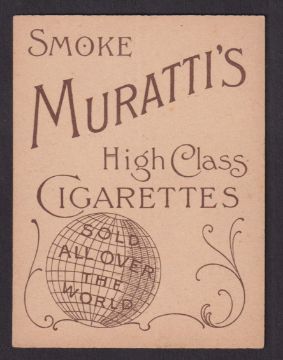 SMOKE
MURATTI'S
High Class
CIGARETTES
SOLD
ALL OVER
THE
WORLD